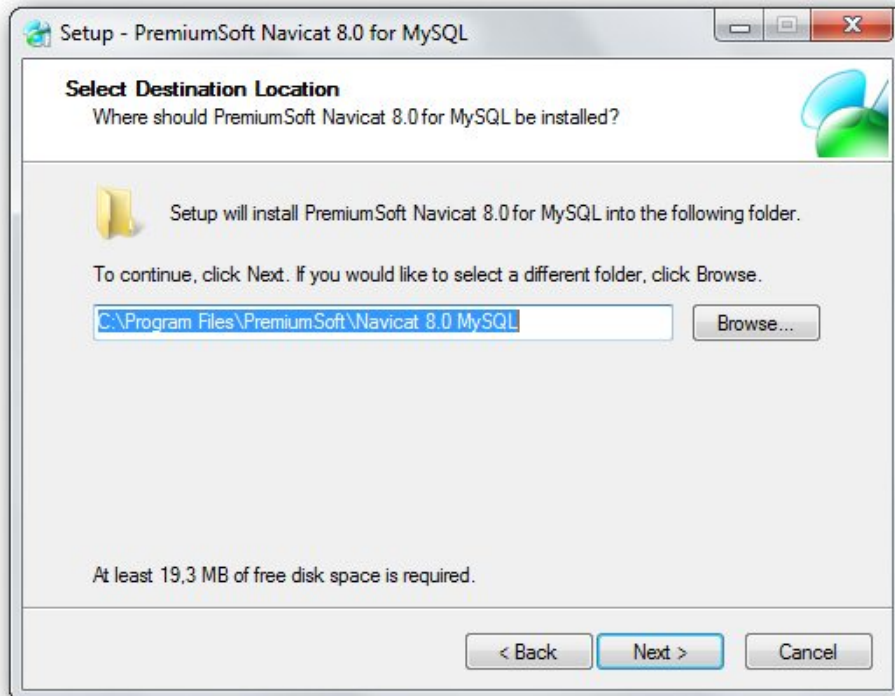 Setup - PremiumSoft Navicat 8.0 for MySQL
Select Destination Location
Where should PremiumSoft Navicat 8.0 for MySQL be installed?
Setup will install PremiumSoft Navicat 8.0 for MySQL into the following folder.
To continue, click Next. If you would like to select a different folder, click Browse.
C:\Program Files\PremiumSoft\Navicat 8.0 MySQL
Browse...
At least 19,3 MB of free disk space is required.
< Back
Next >
Cancel